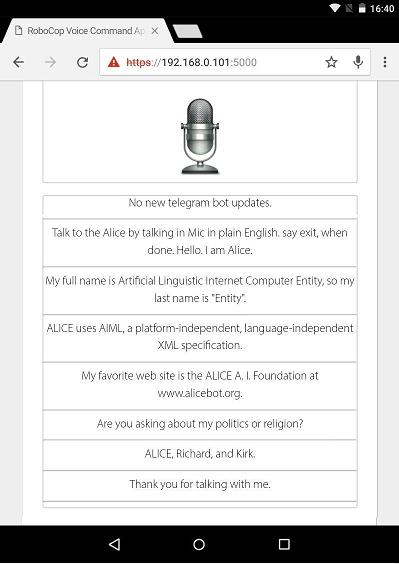 16:40
RoboCop Voice Command Ap
https://192.168.0.101:5000
No new telegram bot updates.
Talk to the Alice by talking in Mic in plain English. say exit, when
done. Hello. I am Alice.
My full name is Artificial Linguistic Internet Computer Entity, so my
last name is "Entity".
ALICE uses AIML, a platform-independent, language-independent
XML specification.
My favorite web site is the ALICE A. I. Foundation at
www.alicebot.org.
Are you asking about my politics or religion?
ALICE, Richard, and Kirk.
Thank you for talking with me.